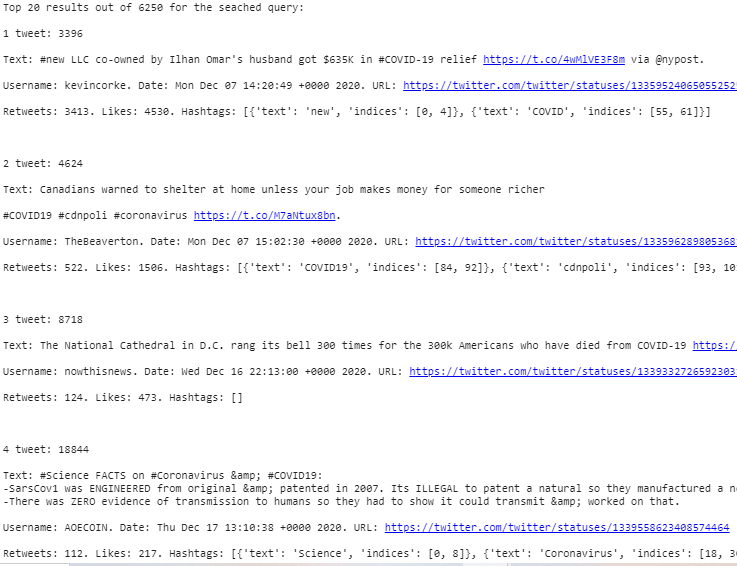 Top 20 results out of 6250 for the seached query:
1 tweet: 3396
Text: #new LLC co-owned by Ilhan Omar's husband got $635K in #COVID-19 relief https://t.co/4wMlVE3F8m via @nypost.
Username: kevincorke. Date: Mon Dec 07 14:20:49 +0000 2020. URL: https://twitter.com/twitter/statuses/1335952406505525252
Retweets: 3413. Likes: 4530. Hashtags: [{'text': 'new', 'indices': [0, 4]}, {'text': 'COVID', 'indices': [55, 61]}]
2 tweet: 4624
Text: Canadians warned to shelter at home unless your job makes money for someone richer
#COVID19 #cdnpoli #coronavirus https://t.co/M7aNtux8bn.
Username: TheBeaverton. Date: Mon Dec 07 15:02:30 +0000 2020. URL: https://twitter.com/twitter/statuses/133596289805368
Retweets: 522. Likes: 1506. Hashtags: [{'text': 'COVID19', 'indices': [84, 92]}, {'text': 'cdnpoli', 'indices': [93, 10
3 tweet: 8718
Text: The National Cathedral in D.C. rang its bell 300 times for the 300k Americans who have died from COVID-19 https:/
Username: nowthisnews. Date: Wed Dec 16 22:13:00 +0000 2020. URL: https://twitter.com/twitter/statuses/1339332726592303
Retweets: 124. Likes: 473. Hashtags: []
4 tweet: 18844
Text: #Science FACTS on #Coronavirus &amp; #COVID19:
-SarsCov1 was ENGINEERED from original &amp; patented in 2007. Its ILLEGAL to patent a natural so they manufactured a n
-There was ZERO evidence of transmission to humans so they had to show it could transmit &amp; worked on that.
Username: AOECOIN. Date: Thu Dec 17 13:10:38 +0000 2020. URL: https://twitter.com/twitter/statuses/1339558623408574464
Retweets: 112. Likes: 217. Hashtags: [{'text': 'Science', 'indices': [0, 8]}, {'text': 'Coronavirus', 'indices': [18, 3